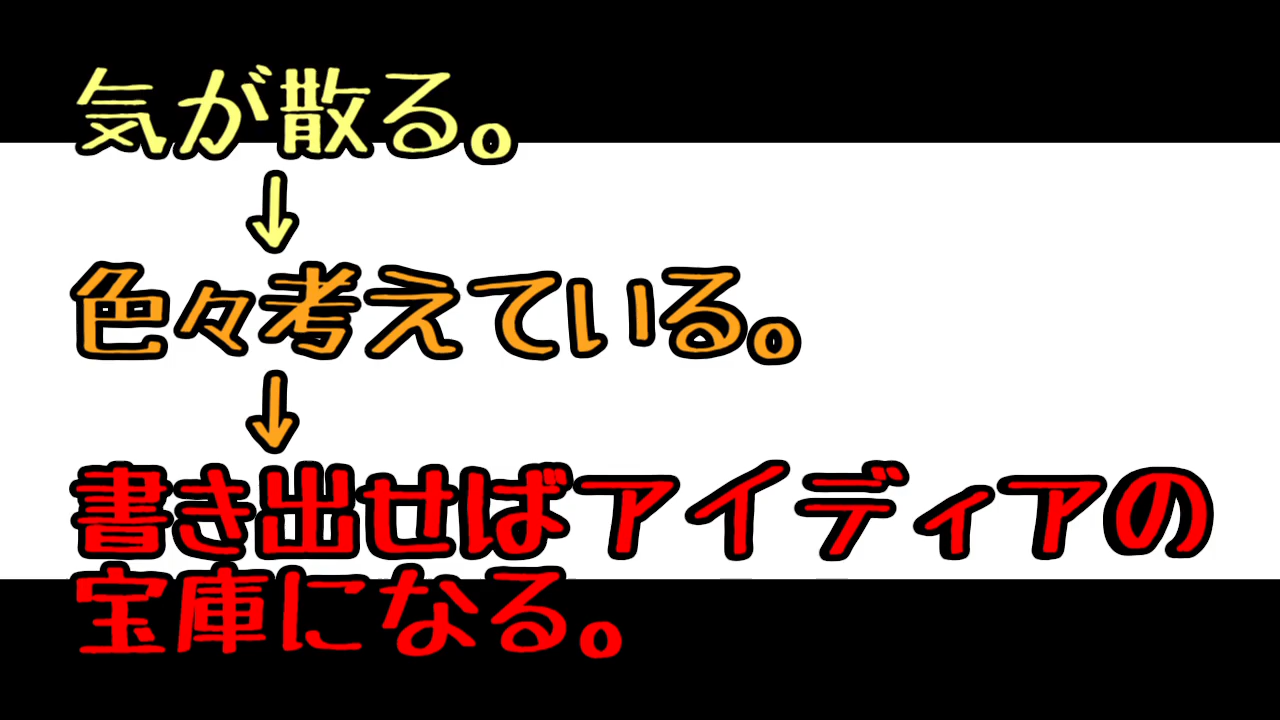 気が散る。
↓
色々考えている。
↓
書き出せばアイディアの
宝庫になる。